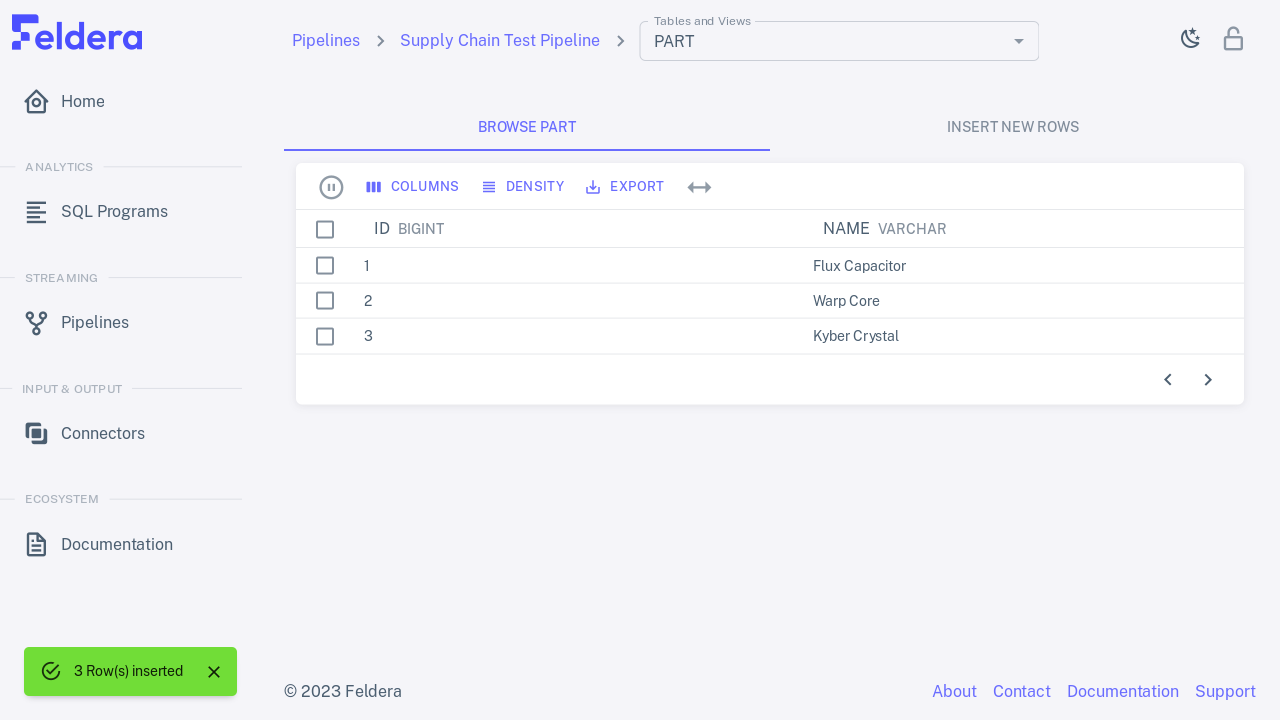 Feldera
Pipelines > Supply Chain Test Pipeline >
Tables and Views
PART
Home
ANALYTICS
SQL Programs
STREAMING
Pipelines
INPUT & OUTPUT
Connectors
ECOSYSTEM
Documentation
BROWSE PART
INSERT NEW ROWS
COLUMNS DENSITY EXPORT
ID BIGINT NAME VARCHAR
1 Flux Capacitor
2 Warp Core
3 Kyber Crystal
3 Row(s) inserted
© 2023 Feldera
About Contact Documentation Support